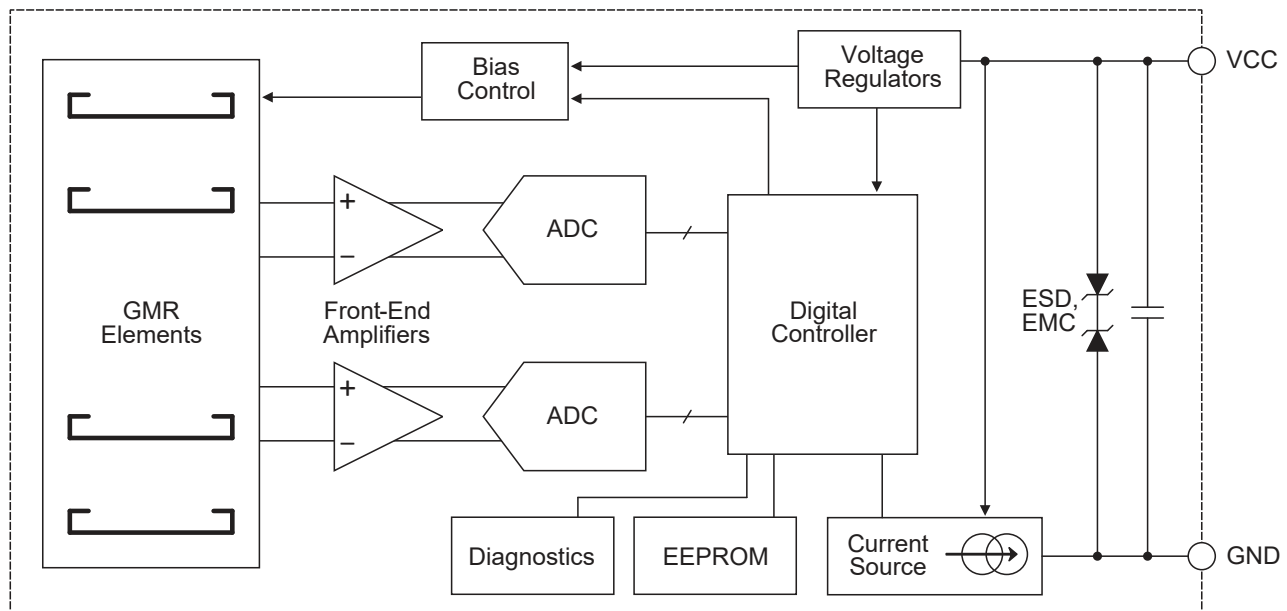 Bias
Control
Voltage
Regulators
VCC
+
−
ADC
GMR
Elements
Front-End
Amplifiers
Digital
Controller
ESD,
EMC
+
−
ADC
Diagnostics
EEPROM
Current
Source
GND